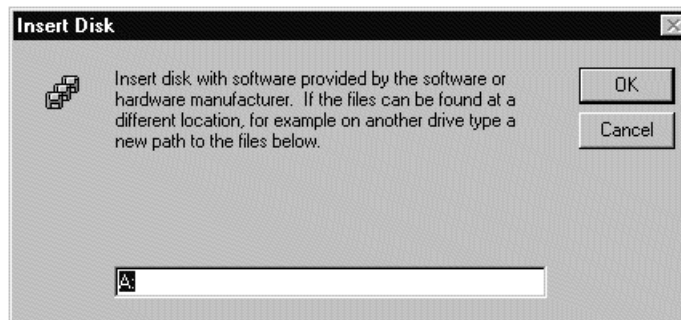 Insert Disk
Insert disk with software provided by the software or
hardware manufacturer. If the files can be found at a
different location, for example on another drive type a
new path to the files below.
OK
Cancel
A: